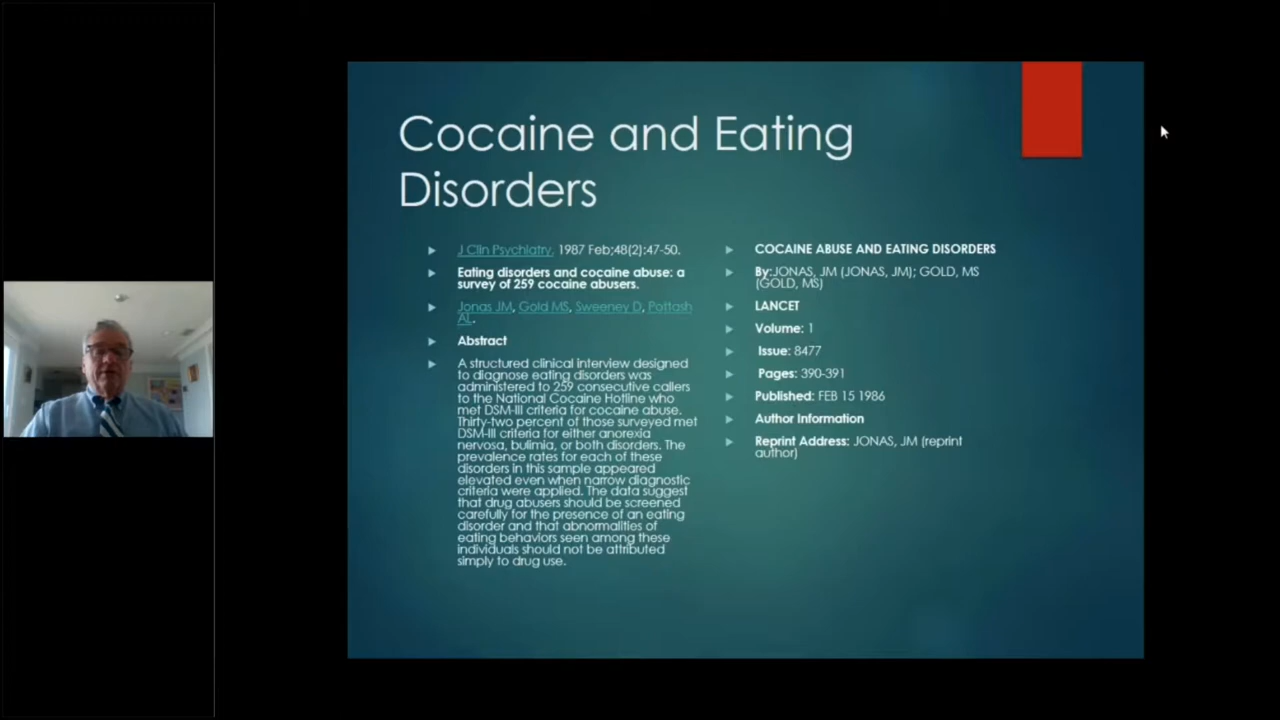 Cocaine and Eating
Disorders
J Clin Psychiatry. 1987 Feb;48(2):47-50.
Eating disorders and cocaine abuse: a
survey of 259 cocaine abusers.
Jonas JM, Gold MS, Sweeney D, Pottash
AL.
Abstract
A structured clinical interview designed
to diagnose eating disorders was
administered to 259 consecutive callers
to the National Cocaine Hotline who
met DSM-III criteria for cocaine abuse.
Thirty-two percent of those surveyed met
DSM-III criteria for either anorexia
nervosa, bulimia, or both disorders. The
prevalence rates for each of these
disorders in this sample appeared
elevated even when narrow diagnostic
criteria were applied. The data suggest
that drug abusers should be screened
carefully for the presence of an eating
disorder and that abnormalities of
eating behaviors seen among these
individuals should not be attributed
simply to drug use.
COCAINE ABUSE AND EATING DISORDERS
By:JONAS, JM (JONAS, JM); GOLD, MS
(GOLD, MS)
LANCET
Volume: 1
Issue: 8477
Pages: 390-391
Published: FEB 15 1986
Author Information
Reprint Address: JONAS, JM (reprint
author)